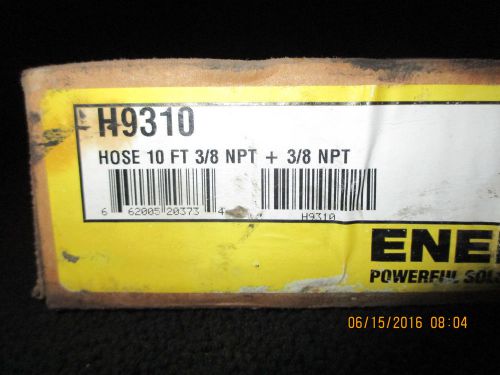 H9310
HOSE 10 FT 3/8 NPT + 3/8 NPT
6 62005 20373 4 H9310
ENE
POWERFUL SOL
06/15/2016 08:04